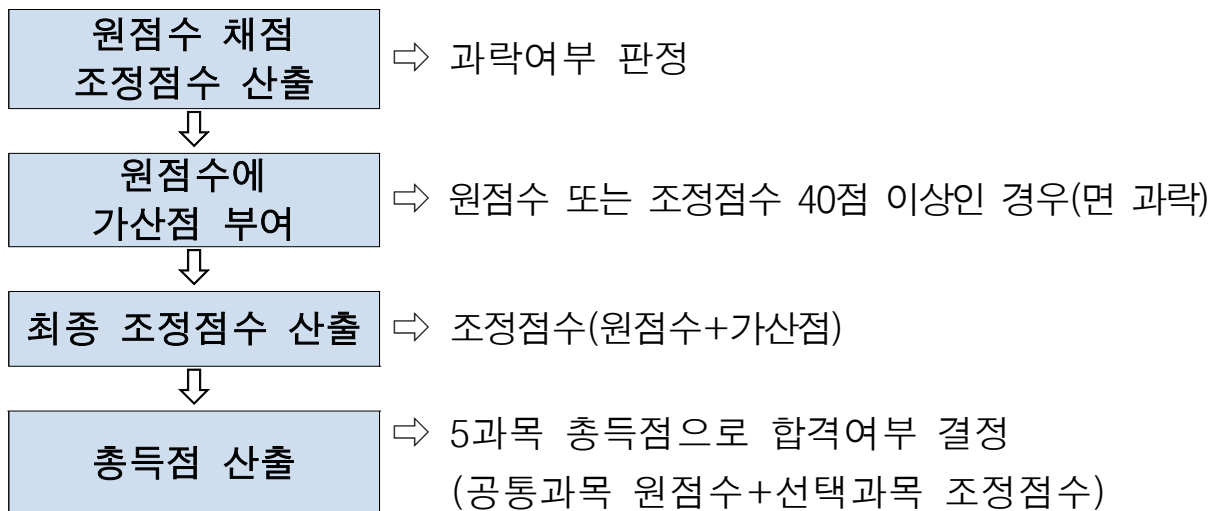 원점수 채점
조정점수 산출
⇨ 과락여부 판정
⇩
원점수에
가산점 부여
⇨ 원점수 또는 조정점수 40점 이상인 경우(면 과락)
⇩
최종 조정점수 산출
⇨ 조정점수(원점수+가산점)
⇩
총득점 산출
⇨ 5과목 총득점으로 합격여부 결정
(공통과목 원점수+선택과목 조정점수)